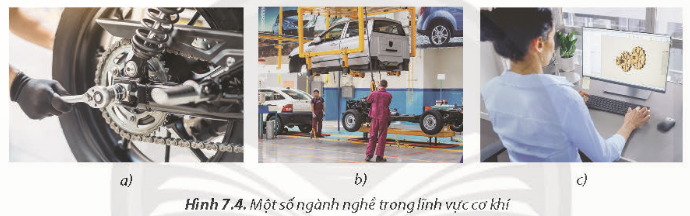 a)
b)
c)
Hình 7.4. Một số ngành nghề trong lĩnh vực cơ khí